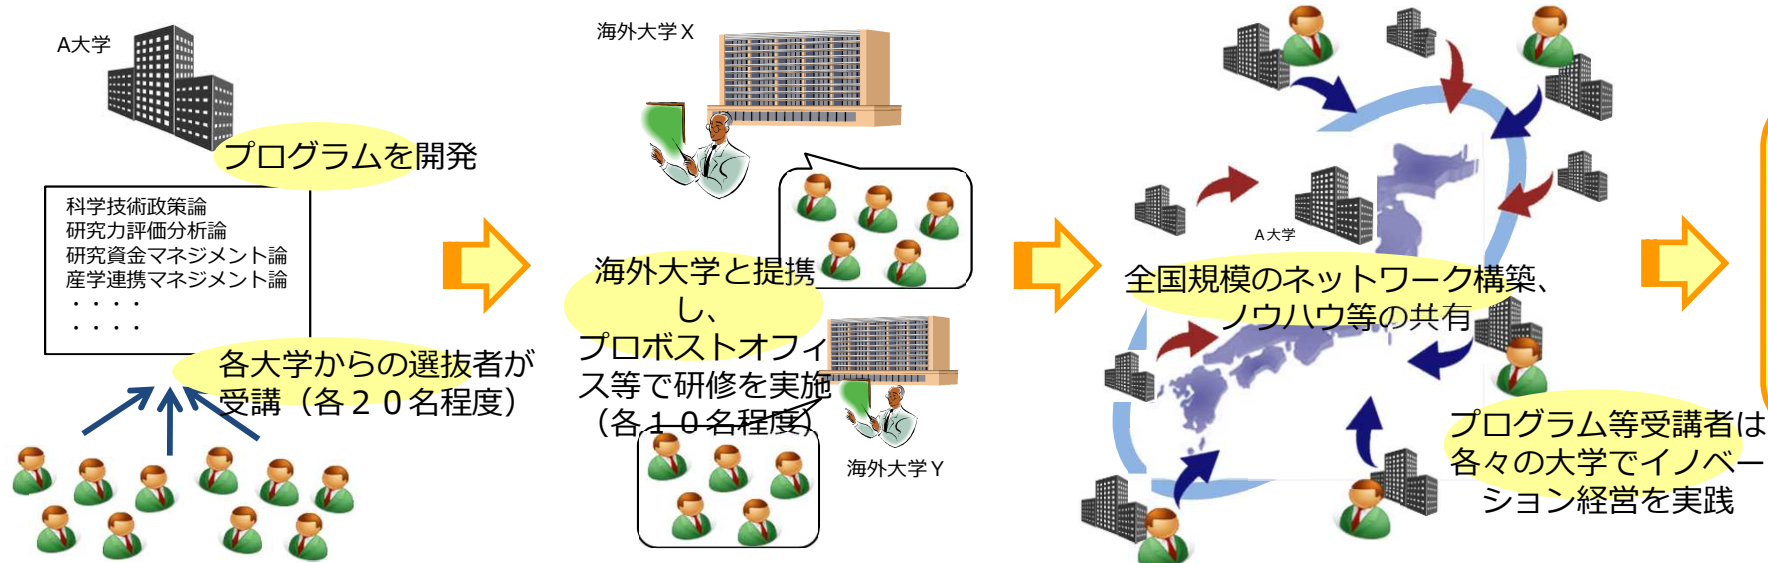 A大学
プログラムを開発
科学技術政策論
研究力評価分析論
研究資金マネジメント論
産学連携マネジメント論
・・・・
・・・・
各大学からの選抜者が
受講（各２０名程度）
海外大学Ｘ
海外大学と提携
し、
プロボストオフィ
ス等で研修を実施
（各１０名程度）
海外大学Ｙ
Ａ大学
全国規模のネットワーク構築、
ノウハウ等の共有
プログラム等受講者は
各々の大学でイノベー
ション経営を実践